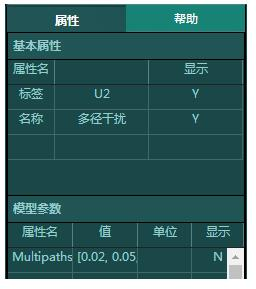 属性 帮助
基本属性
属性名 显示
标签 U2 Y
名称 多径干扰 Y
模型参数
属性名 值 单位 显示
Multipaths [0.02, 0.05, N